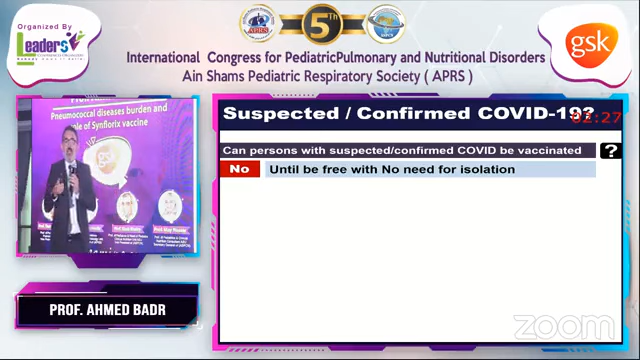 Organized By
Leaders
5Th
APRS
gsk
International Congress for PediatricPulmonary and Nutritional Disorders
Ain Shams Pediatric Respiratory Society ( APRS )
Pneumococcal diseases burden and
role of Synflorix vaccine
gsk
Suspected / Confirmed COVID-19?
02:27
Can persons with suspected/confirmed COVID be vaccinated
?
No
Until be free with No need for isolation
PROF. AHMED BADR
zoom